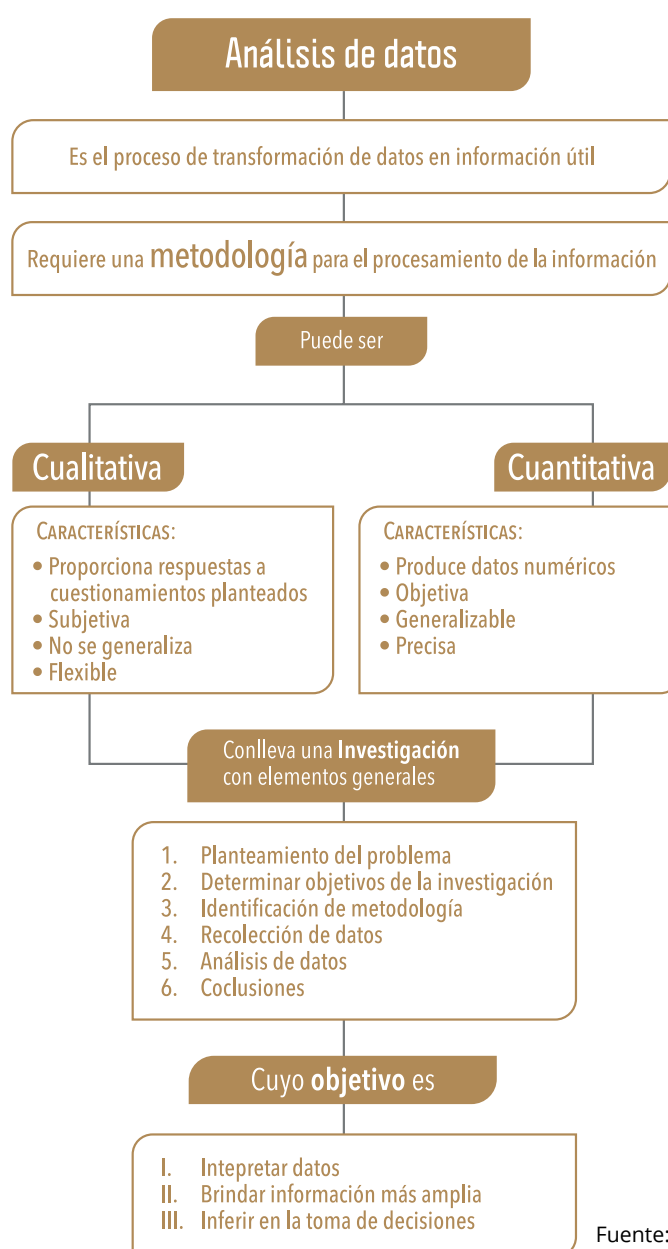 Análisis de datos
Es el proceso de transformación de datos en información útil
Requiere una metodología para el procesamiento de la información
Puede ser
Cualitativa
CARACTERÍSTICAS:
• Proporciona respuestas a
cuestionamientos planteados
• Subjetiva
• No se generaliza
• Flexible
Cuantitativa
CARACTERÍSTICAS:
• Produce datos numéricos
• Objetiva
• Generalizable
• Precisa
Conlleva una Investigación
con elementos generales
1. Planteamiento del problema
2. Determinar objetivos de la investigación
3. Identificación de metodología
4. Recolección de datos
5. Análisis de datos
6. Coclusiones
Cuyo objetivo es
I. Intepretar datos
II. Brindar información más amplia
III. Inferir en la toma de decisiones
Fuente: